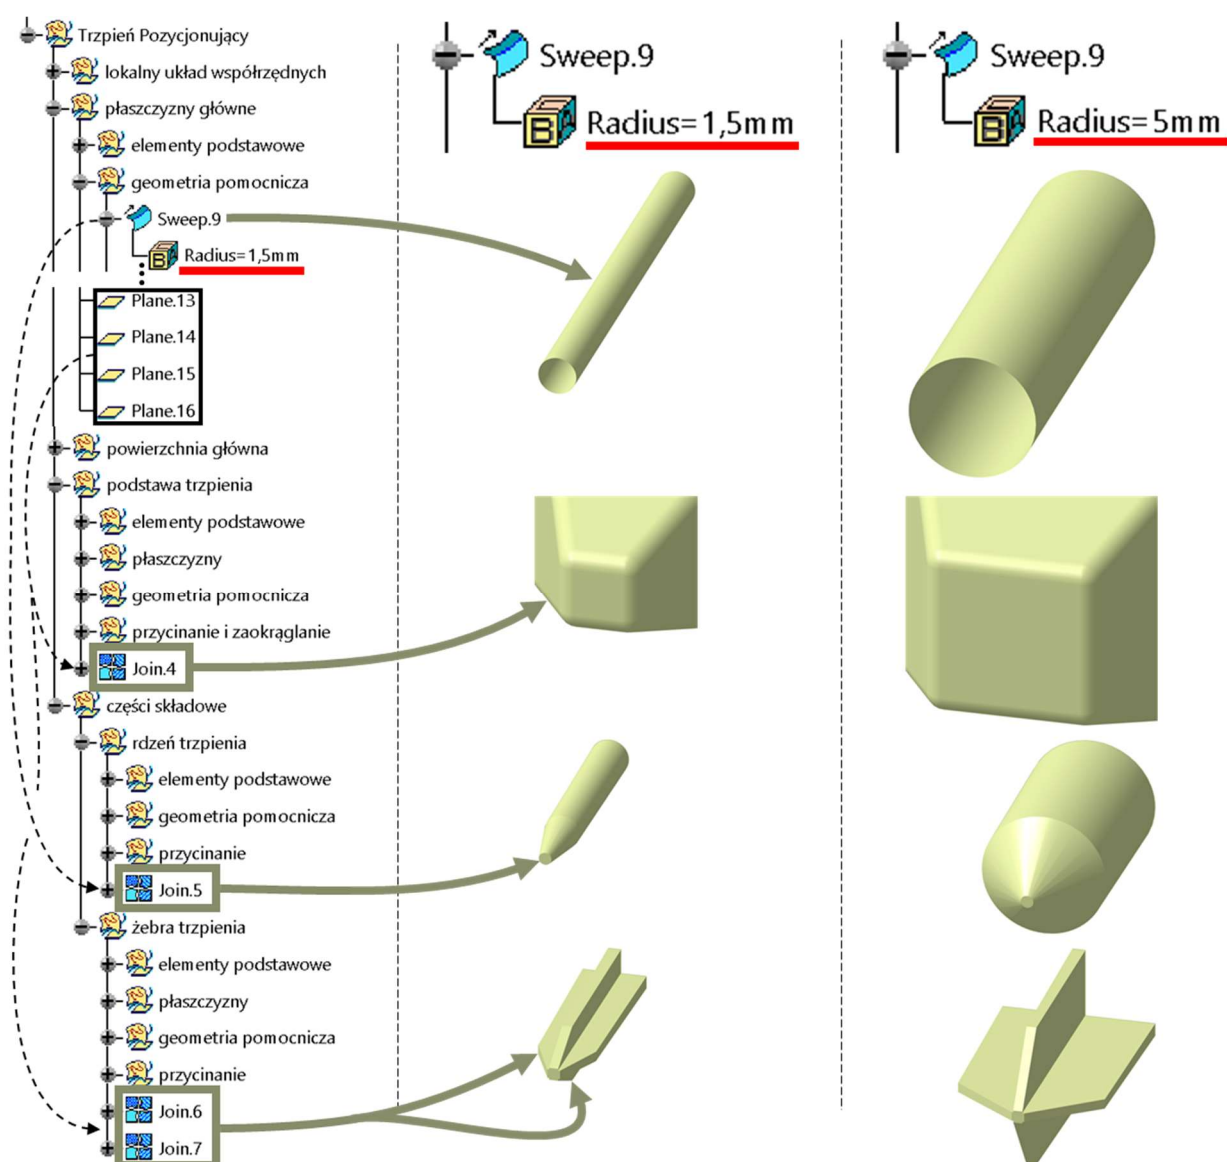 Trzpień Pozycjonujący
lokalny układ współrzędnych
płaszczyzny główne
elementy podstawowe
geometria pomocnicza
Sweep.9
Radius=1,5mm
Plane.13
Plane.14
Plane.15
Plane.16
powierzchnia główna
podstawa trzpienia
elementy podstawowe
płaszczyzny
geometria pomocnicza
przycinanie i zaokrąglanie
Join.4
części składowe
rdzeń trzpienia
elementy podstawowe
geometria pomocnicza
przycinanie
Join.5
żebra trzpienia
elementy podstawowe
płaszczyzny
geometria pomocnicza
przycinanie
Join.6
Join.7
Sweep.9
Radius=1,5mm
Sweep.9
Radius=5mm